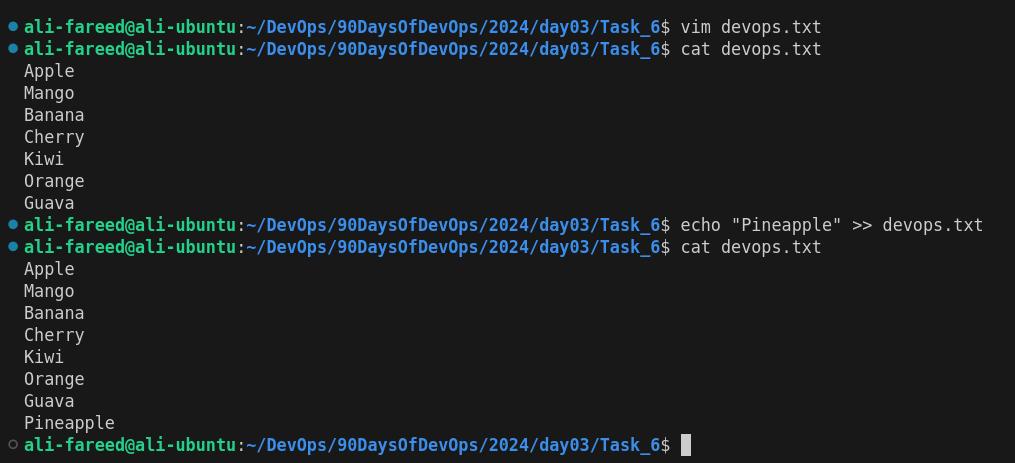 ali-fareed@ali-ubuntu:~/DevOps/90DaysOfDevOps/2024/day03/Task_6$ vim devops.txt
ali-fareed@ali-ubuntu:~/DevOps/90DaysOfDevOps/2024/day03/Task_6$ cat devops.txt
Apple
Mango
Banana
Cherry
Kiwi
Orange
Guava
ali-fareed@ali-ubuntu:~/DevOps/90DaysOfDevOps/2024/day03/Task_6$ echo "Pineapple" >> devops.txt
ali-fareed@ali-ubuntu:~/DevOps/90DaysOfDevOps/2024/day03/Task_6$ cat devops.txt
Apple
Mango
Banana
Cherry
Kiwi
Orange
Guava
Pineapple
ali-fareed@ali-ubuntu:~/DevOps/90DaysOfDevOps/2024/day03/Task_6$